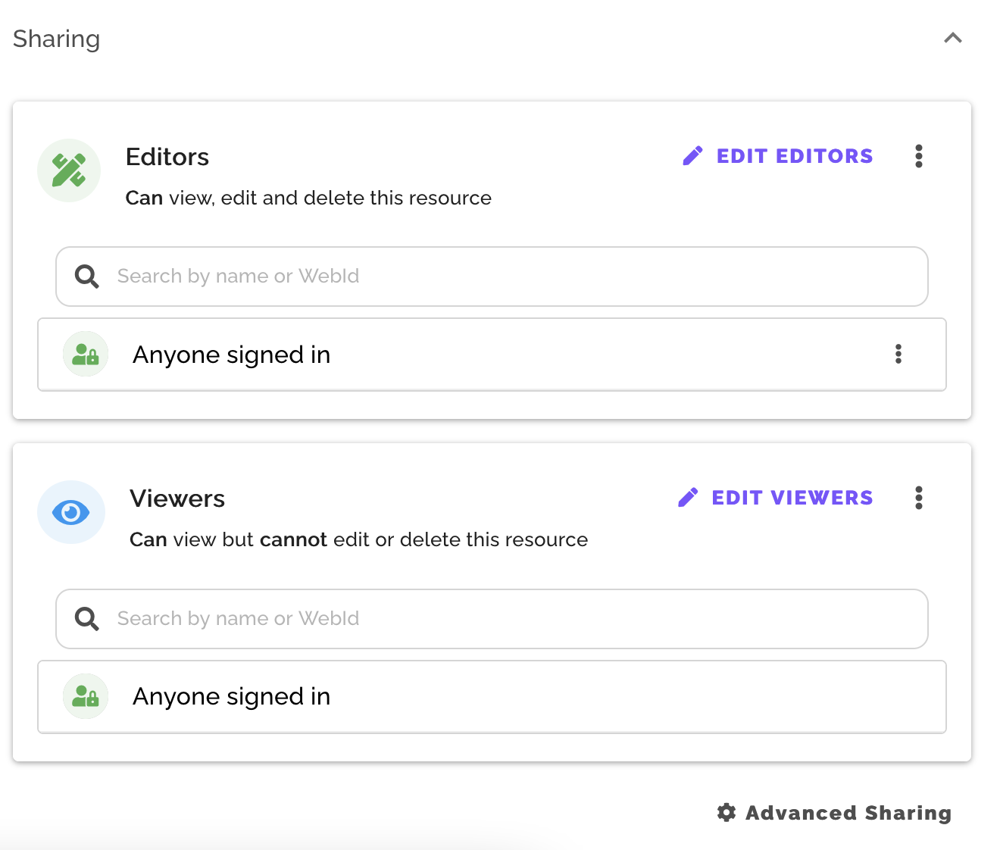 Sharing
Editors
EDIT EDITORS
Can view, edit and delete this resource
Search by name or WebId
Anyone signed in
Viewers
EDIT VIEWERS
Can view but cannot edit or delete this resource
Search by name or WebId
Anyone signed in
Advanced Sharing